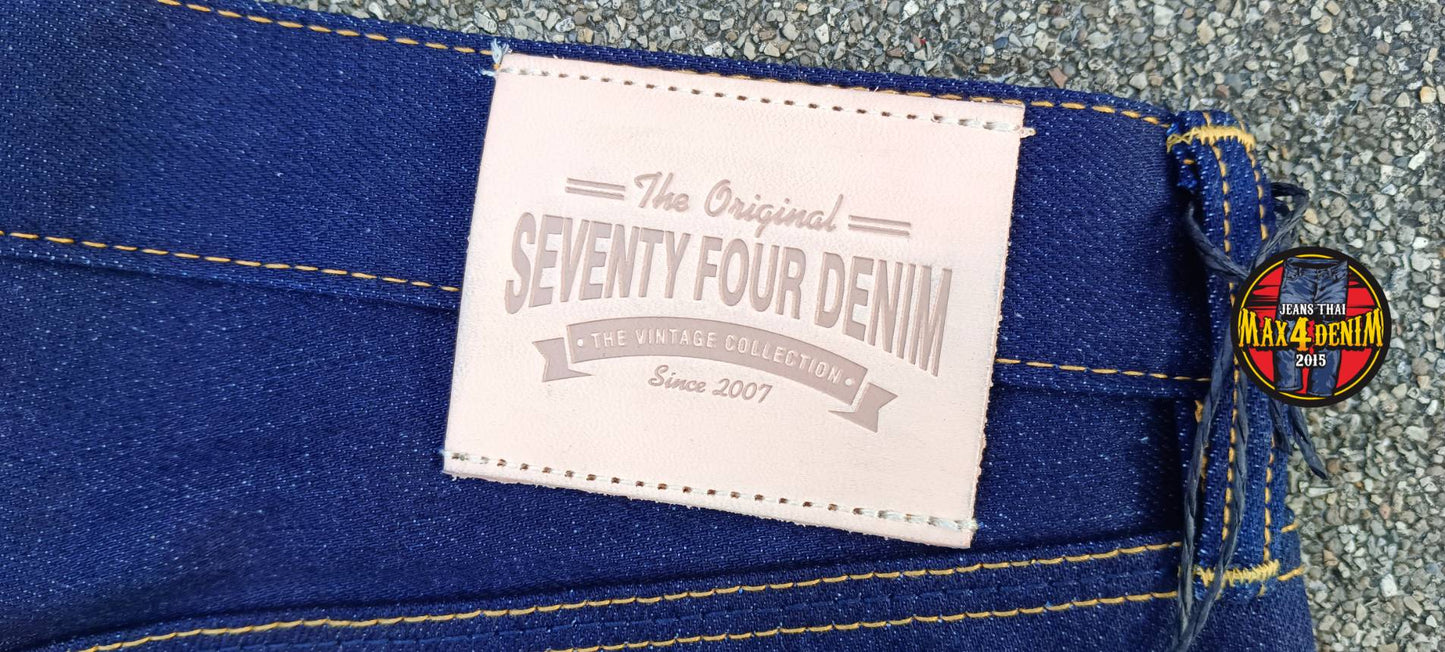 The Original
SEVENTY FOUR DENIM
• THE VINTAGE COLLECTION •
Since 2007
JEANS THAI
MAX4DENIM
2015